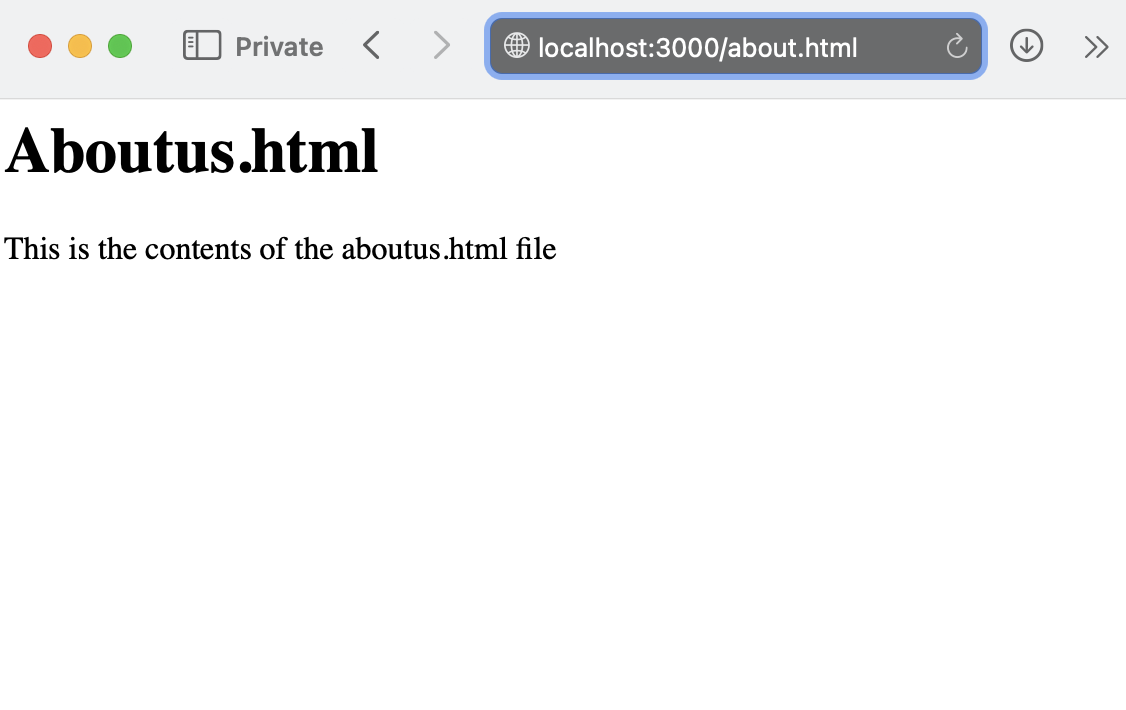 Private
localhost:3000/about.html
Aboutus.html
This is the contents of the aboutus.html file